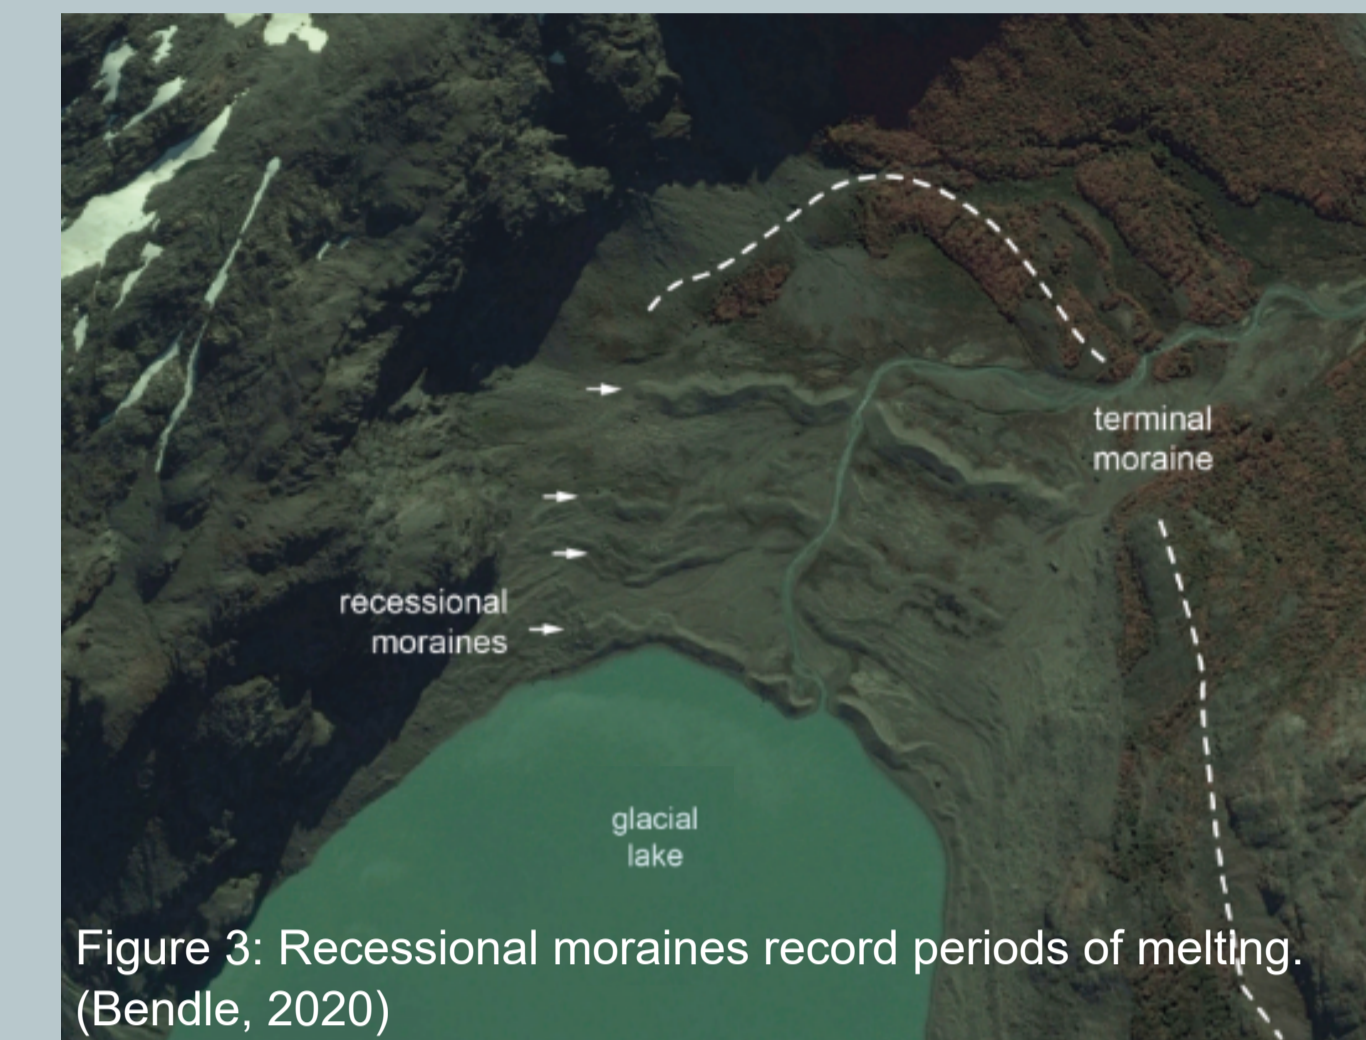 terminal
moraine
recessional
moraines
glacial
lake
Figure 3: Recessional moraines record periods of melting.
(Bendle, 2020)